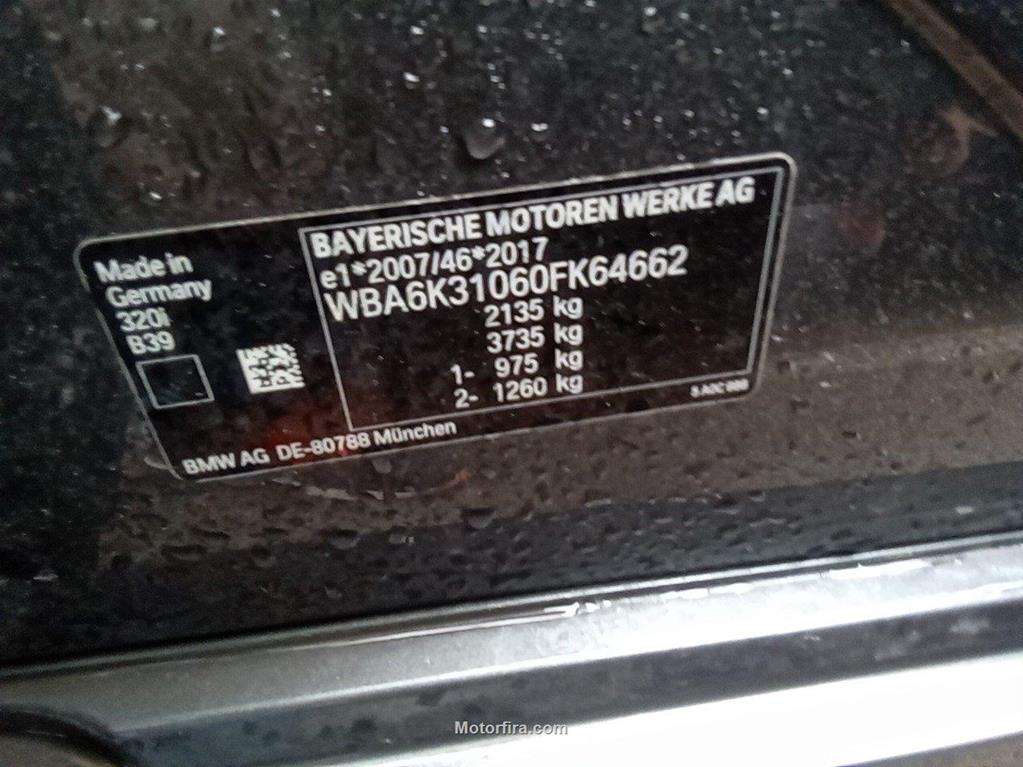 Made in
Germany
320i
B39
BAYERISCHE MOTOREN WERKE AG
e1*2007/46*2017
WBA6K31060FK64662
2135 kg
3735 kg
1- 975 kg
2- 1260 kg
BMW AG DE-80788 München
Motorfira.com